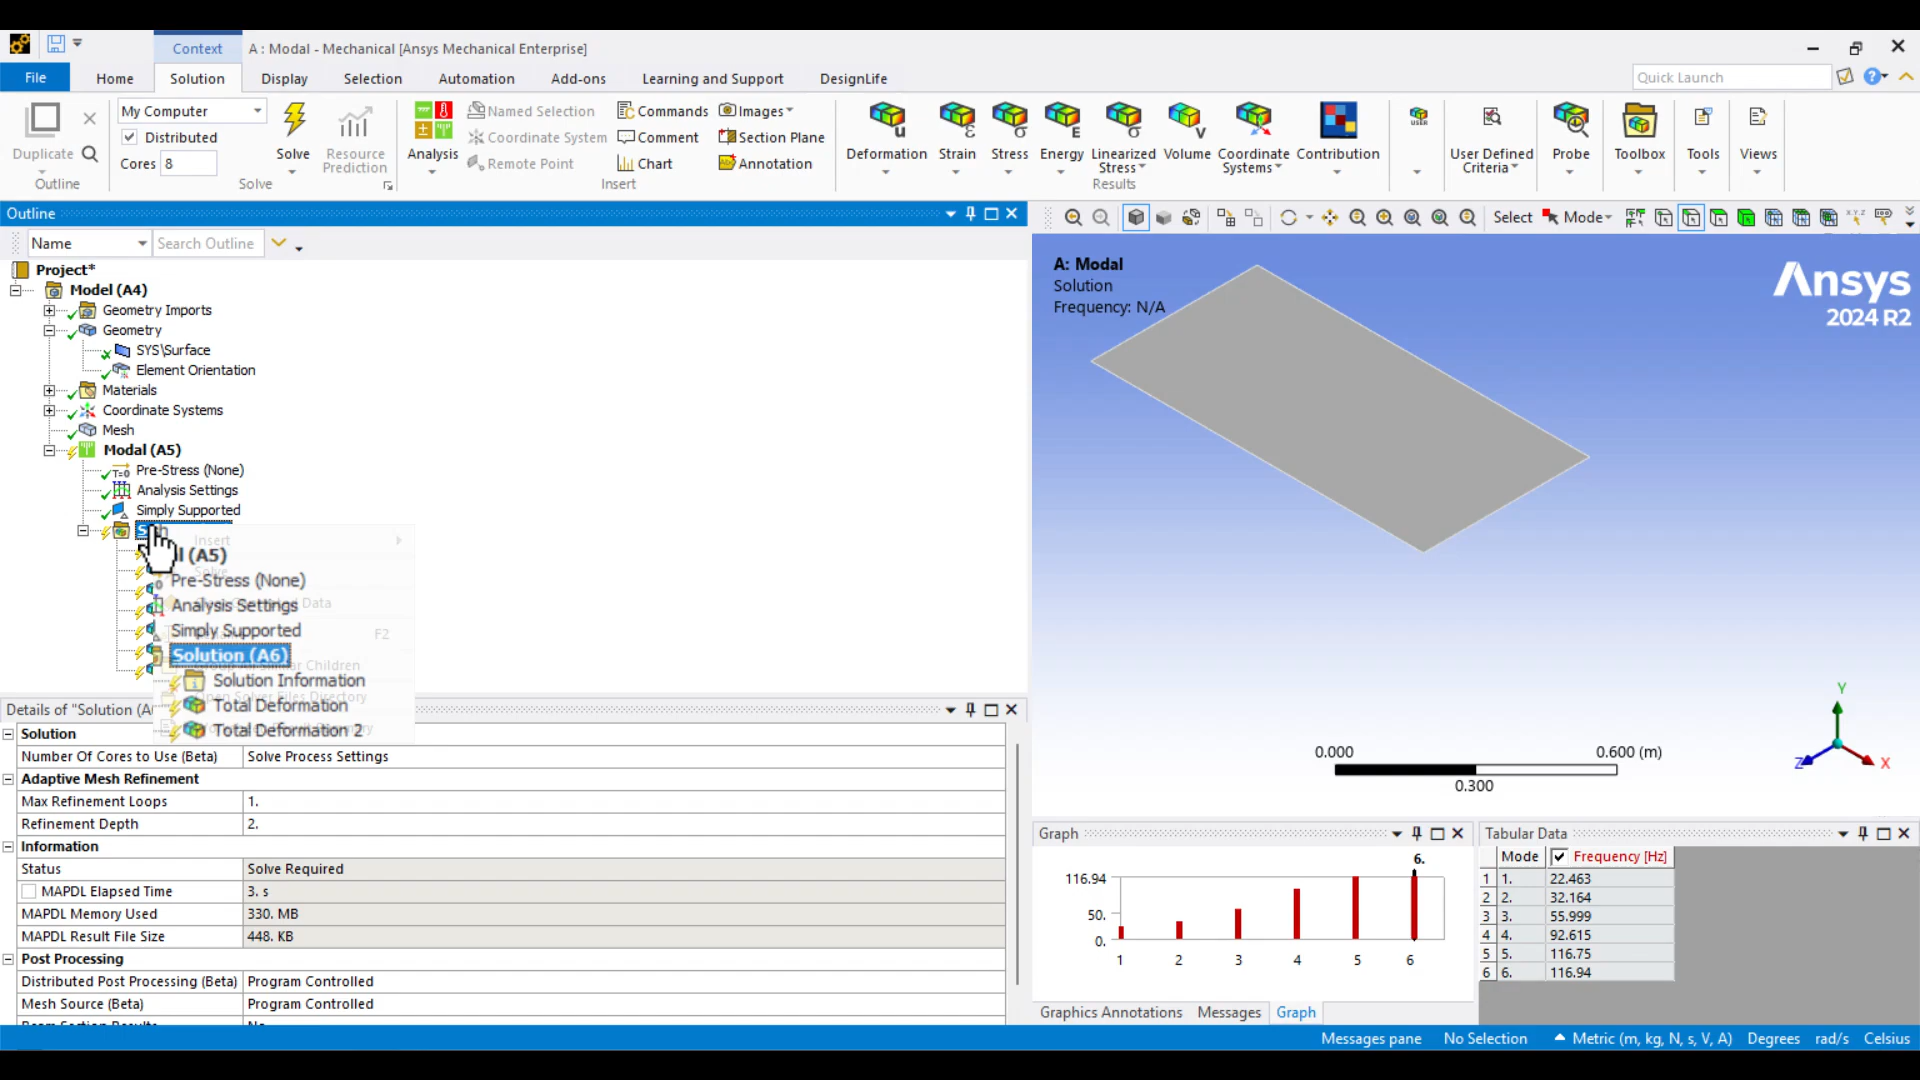 Context
A : Modal - Mechanical [Ansys Mechanical Enterprise]
File Home Solution Display Selection Automation Add-ons Learning and Support DesignLife
Quick Launch
Duplicate
Outline
My Computer
Distributed
Cores 8
Solve
Resource Prediction
Solve
Analysis
Named Selection
Coordinate System
Remote Point
Commands
Comment
Chart
Images
Section Plane
Annotation
Insert
Deformation Strain Stress Energy Linearized Stress Volume Coordinate Systems Contribution
Results
User Defined Criteria Probe Toolbox Tools Views
Outline
Name Search Outline
Select Mode
Project*
Model (A4)
Geometry Imports
Geometry
SYS\Surface
Element Orientation
Materials
Coordinate Systems
Mesh
Modal (A5)
Pre-Stress (None)
Analysis Settings
Simply Supported
Insert
l (A5)
Pre-Stress (None)
Analysis Settings
Data
Simply Supported
F2
Solution (A6)
Children
Solution Information
Open Solver Files Directory
Total Deformation
Total Deformation 2
A: Modal
Solution
Frequency: N/A
Ansys
2024 R2
0.000 0.600 (m)
0.300
Y
Z
X
Details of "Solution (A
Solution
Number Of Cores to Use (Beta) Solve Process Settings
Adaptive Mesh Refinement
Max Refinement Loops 1.
Refinement Depth 2.
Information
Status Solve Required
MAPDL Elapsed Time 3. s
MAPDL Memory Used 330. MB
MAPDL Result File Size 448. KB
Post Processing
Distributed Post Processing (Beta) Program Controlled
Mesh Source (Beta) Program Controlled
Graph
6.
116.94
50.
0.
1 2 3 4 5 6
Graphics Annotations Messages Graph
Tabular Data
Mode Frequency [Hz]
1 1. 22.463
2 2. 32.164
3 3. 55.999
4 4. 92.615
5 5. 116.75
6 6. 116.94
Messages pane No Selection Metric (m, kg, N, s, V, A) Degrees rad/s Celsius